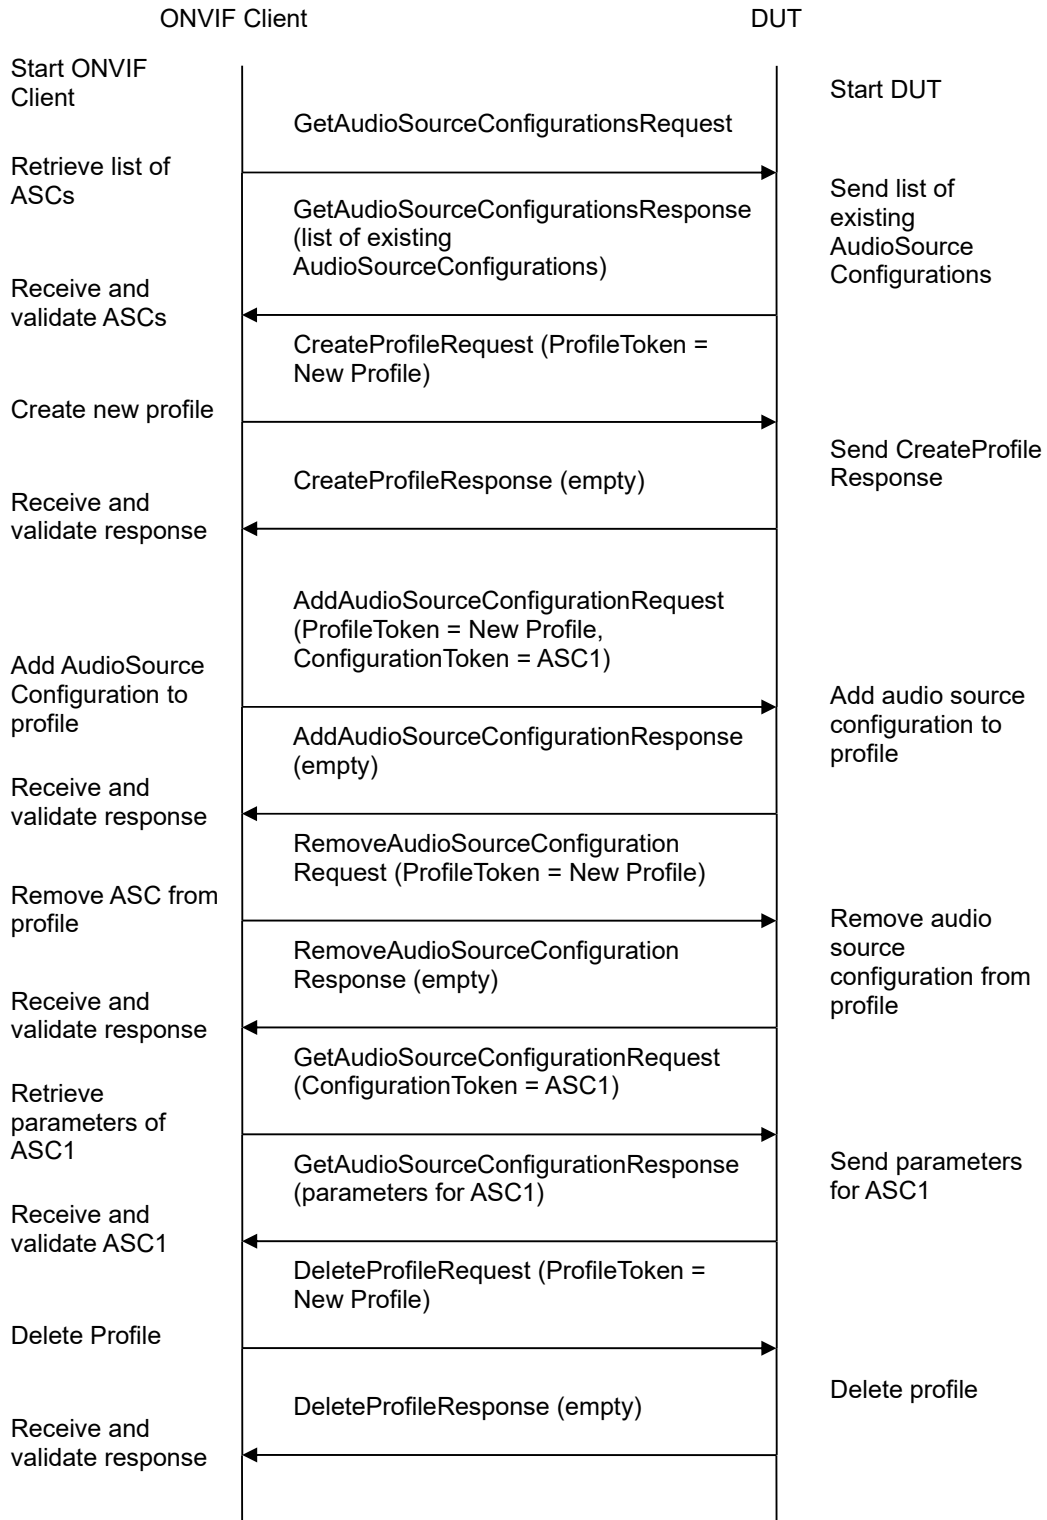 ONVIF Client
DUT
Start ONVIF
Client
Start DUT
GetAudioSourceConfigurationsRequest
Retrieve list of
ASCs
Send list of
existing
AudioSource
Configurations
GetAudioSourceConfigurationsResponse
(list of existing
AudioSourceConfigurations)
Receive and
validate ASCs
CreateProfileRequest (ProfileToken =
New Profile)
Create new profile
Send CreateProfile
Response
CreateProfileResponse (empty)
Receive and
validate response
AddAudioSourceConfigurationRequest
(ProfileToken = New Profile,
ConfigurationToken = ASC1)
Add AudioSource
Configuration to
profile
Add audio source
configuration to
profile
AddAudioSourceConfigurationResponse
(empty)
Receive and
validate response
RemoveAudioSourceConfiguration
Request (ProfileToken = New Profile)
Remove ASC from
profile
Remove audio
source
configuration from
profile
RemoveAudioSourceConfiguration
Response (empty)
Receive and
validate response
GetAudioSourceConfigurationRequest
(ConfigurationToken = ASC1)
Retrieve
parameters of
ASC1
Send parameters
for ASC1
GetAudioSourceConfigurationResponse
(parameters for ASC1)
Receive and
validate ASC1
DeleteProfileRequest (ProfileToken =
New Profile)
Delete Profile
Delete profile
DeleteProfileResponse (empty)
Receive and
validate response